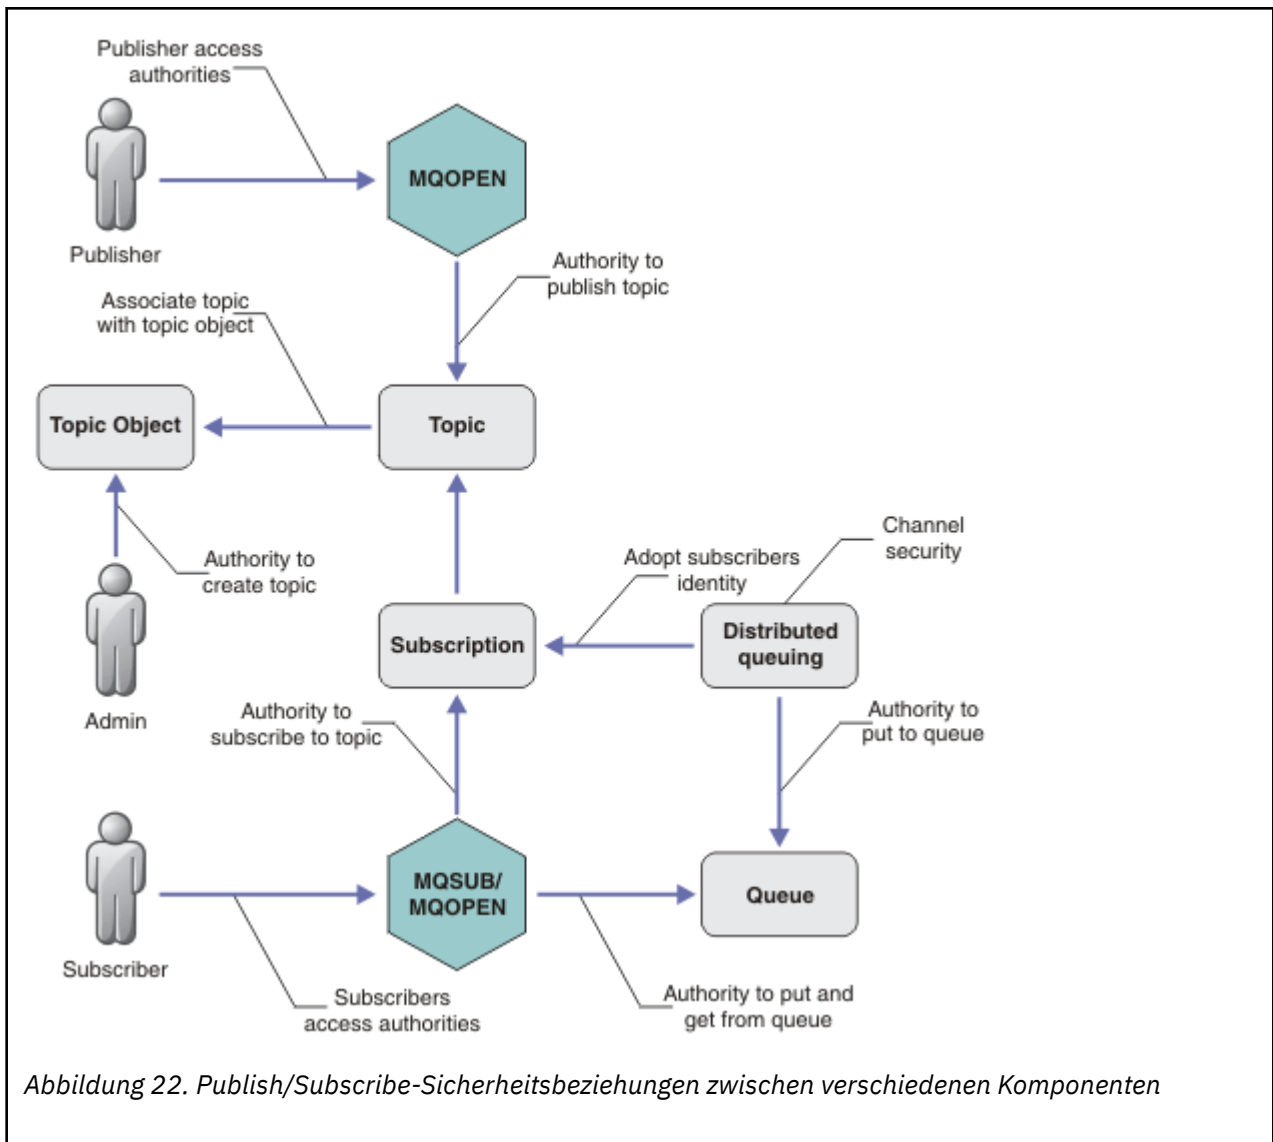 Publisher access
authorities
MQOPEN
Publisher
Authority to
publish topic
Associate topic
with topic object
Topic Object
Topic
Authority to
create topic
Admin
Channel
security
Adopt subscribers
identity
Subscription
Distributed
queuing
Authority to
subscribe to topic
Authority to
put to queue
MQSUB/
MQOPEN
Queue
Subscriber
Subscribers
access authorities
Authority to put and
get from queue
Abbildung 22. Publish/Subscribe-Sicherheitsbeziehungen zwischen verschiedenen Komponenten